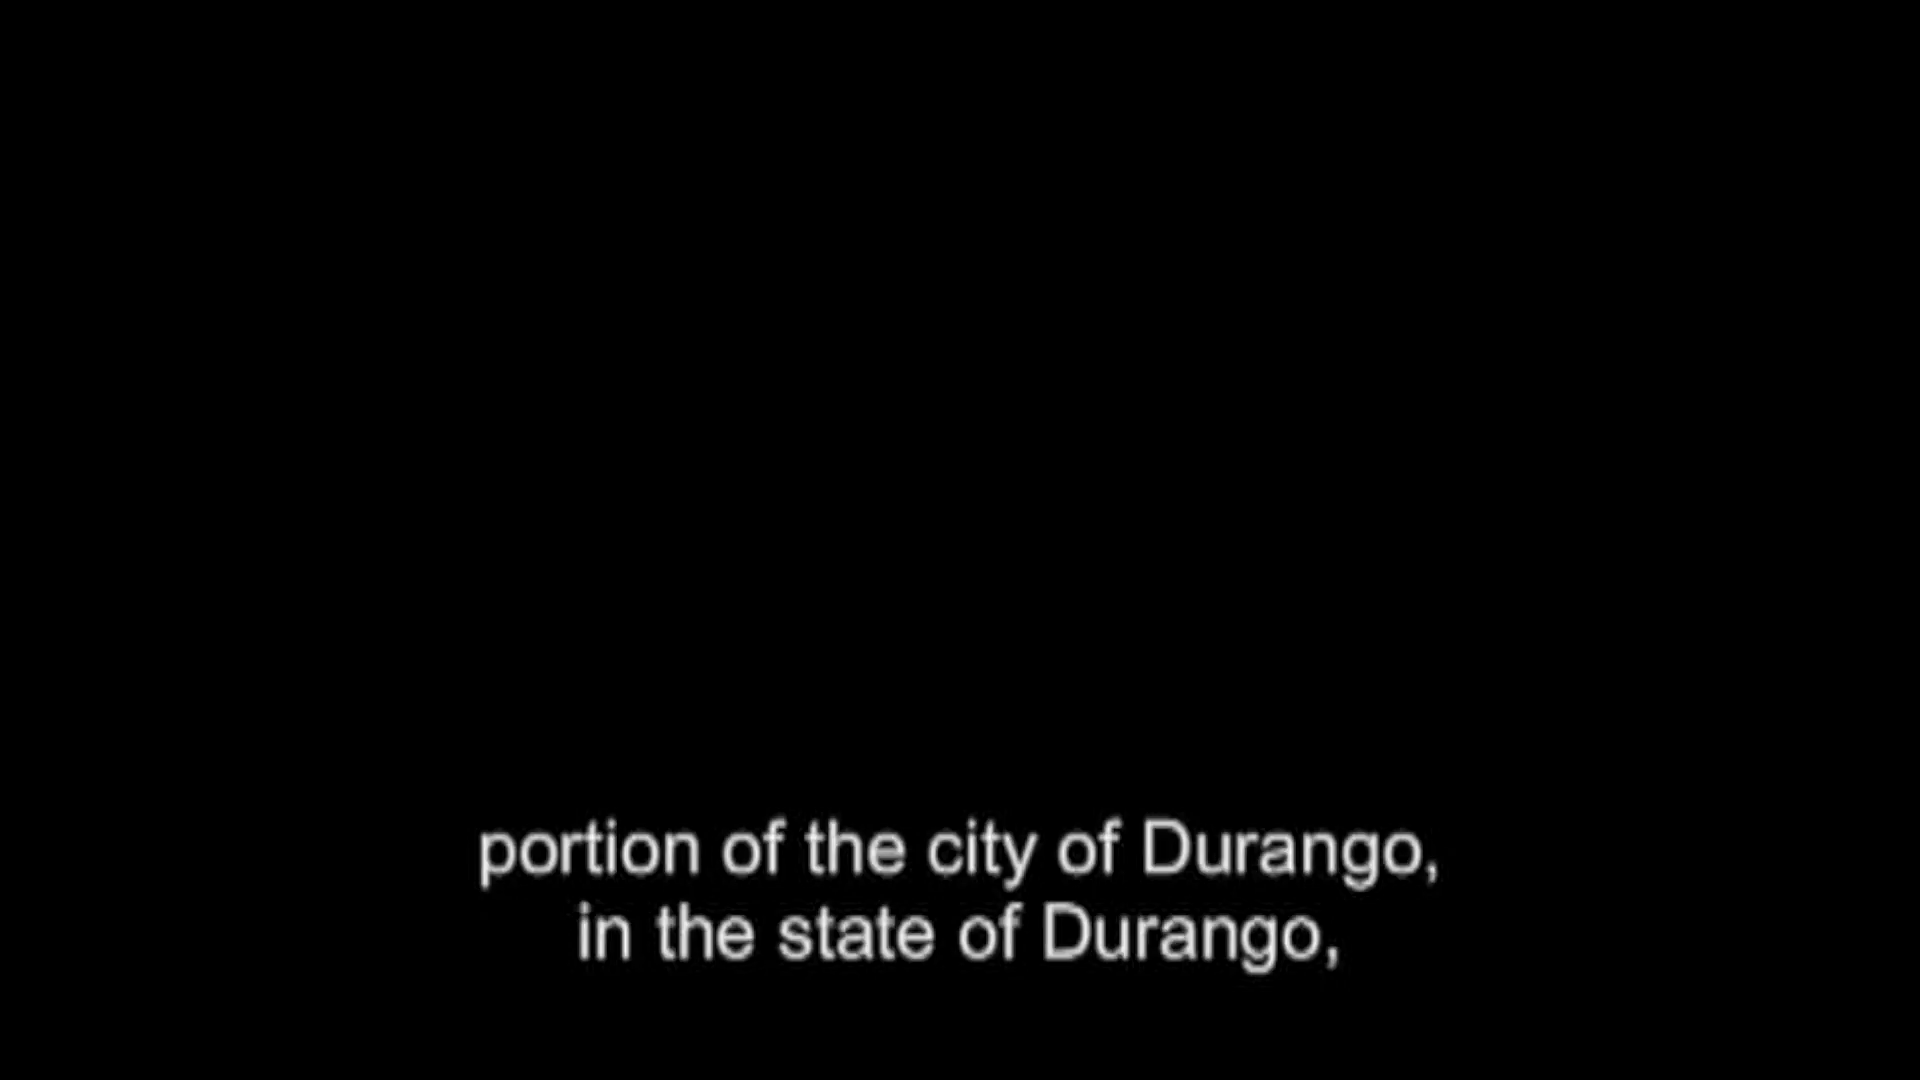 portion of the city of Durango,
in the state of Durango,